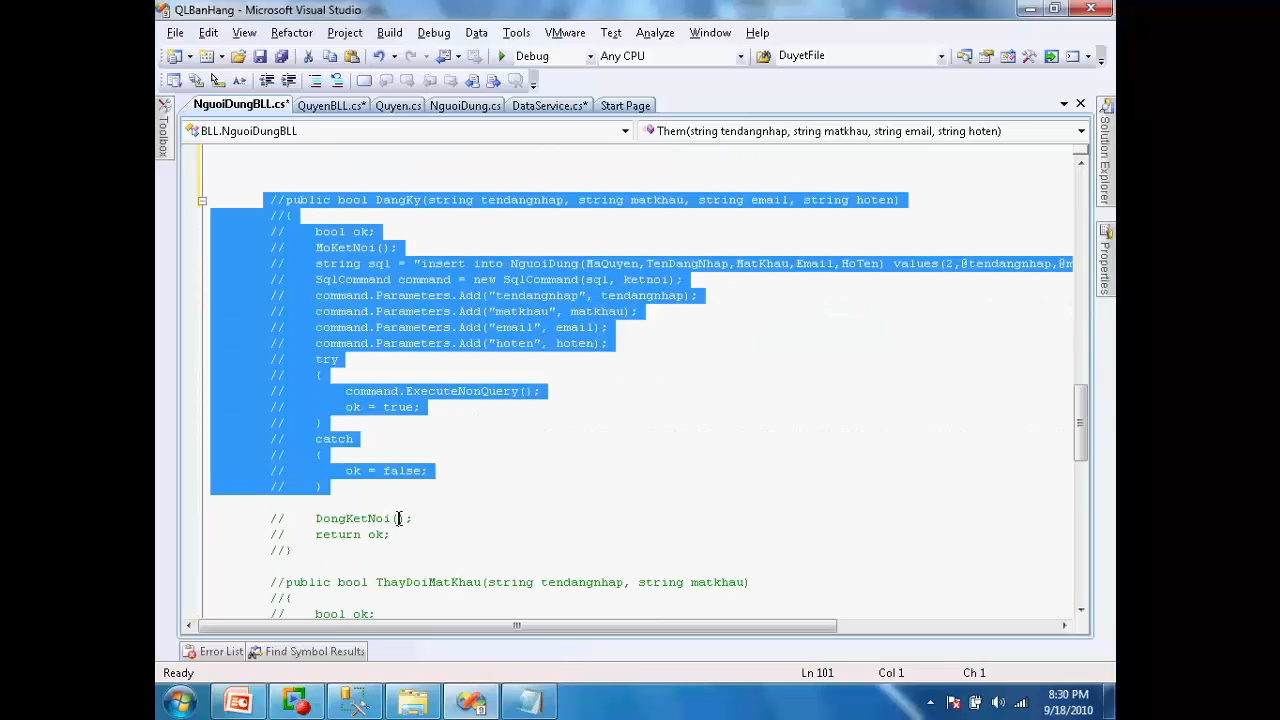 QLBanHang - Microsoft Visual Studio
File Edit View Refactor Project Build Debug Data Tools VMware Test Analyze Window Help
Debug Any CPU DuyetFile
NguoiDungBLL.cs* QuyenBLL.cs* Quyen.cs NguoiDung.cs DataService.cs* Start Page
Toolbox
Solution Explorer
Properties
BLL.NguoiDungBLL Them(string tendangnhap, string matkhau, string email, string hoten)
//public bool DangKy(string tendangnhap, string matkhau, string email, string hoten)
//{
//    bool ok;
//    MoKetNoi();
//    string sql = "insert into NguoiDung(MaQuyen,TenDangNhap,MatKhau,Email,HoTen) values(2,@tendangnhap,@m
//    SqlCommand command = new SqlCommand(sql, ketnoi);
//    command.Parameters.Add("tendangnhap", tendangnhap);
//    command.Parameters.Add("matkhau", matkhau);
//    command.Parameters.Add("email", email);
//    command.Parameters.Add("hoten", hoten);
//    try
//    {
//        command.ExecuteNonQuery();
//        ok = true;
//    }
//    catch
//    {
//        ok = false;
//    }
//    DongKetNoi();
//    return ok;
//}
//public bool ThayDoiMatKhau(string tendangnhap, string matkhau)
//{
//    bool ok;
Error List Find Symbol Results
Ready Ln 101 Col 1 Ch 1
8:30 PM
9/18/2010